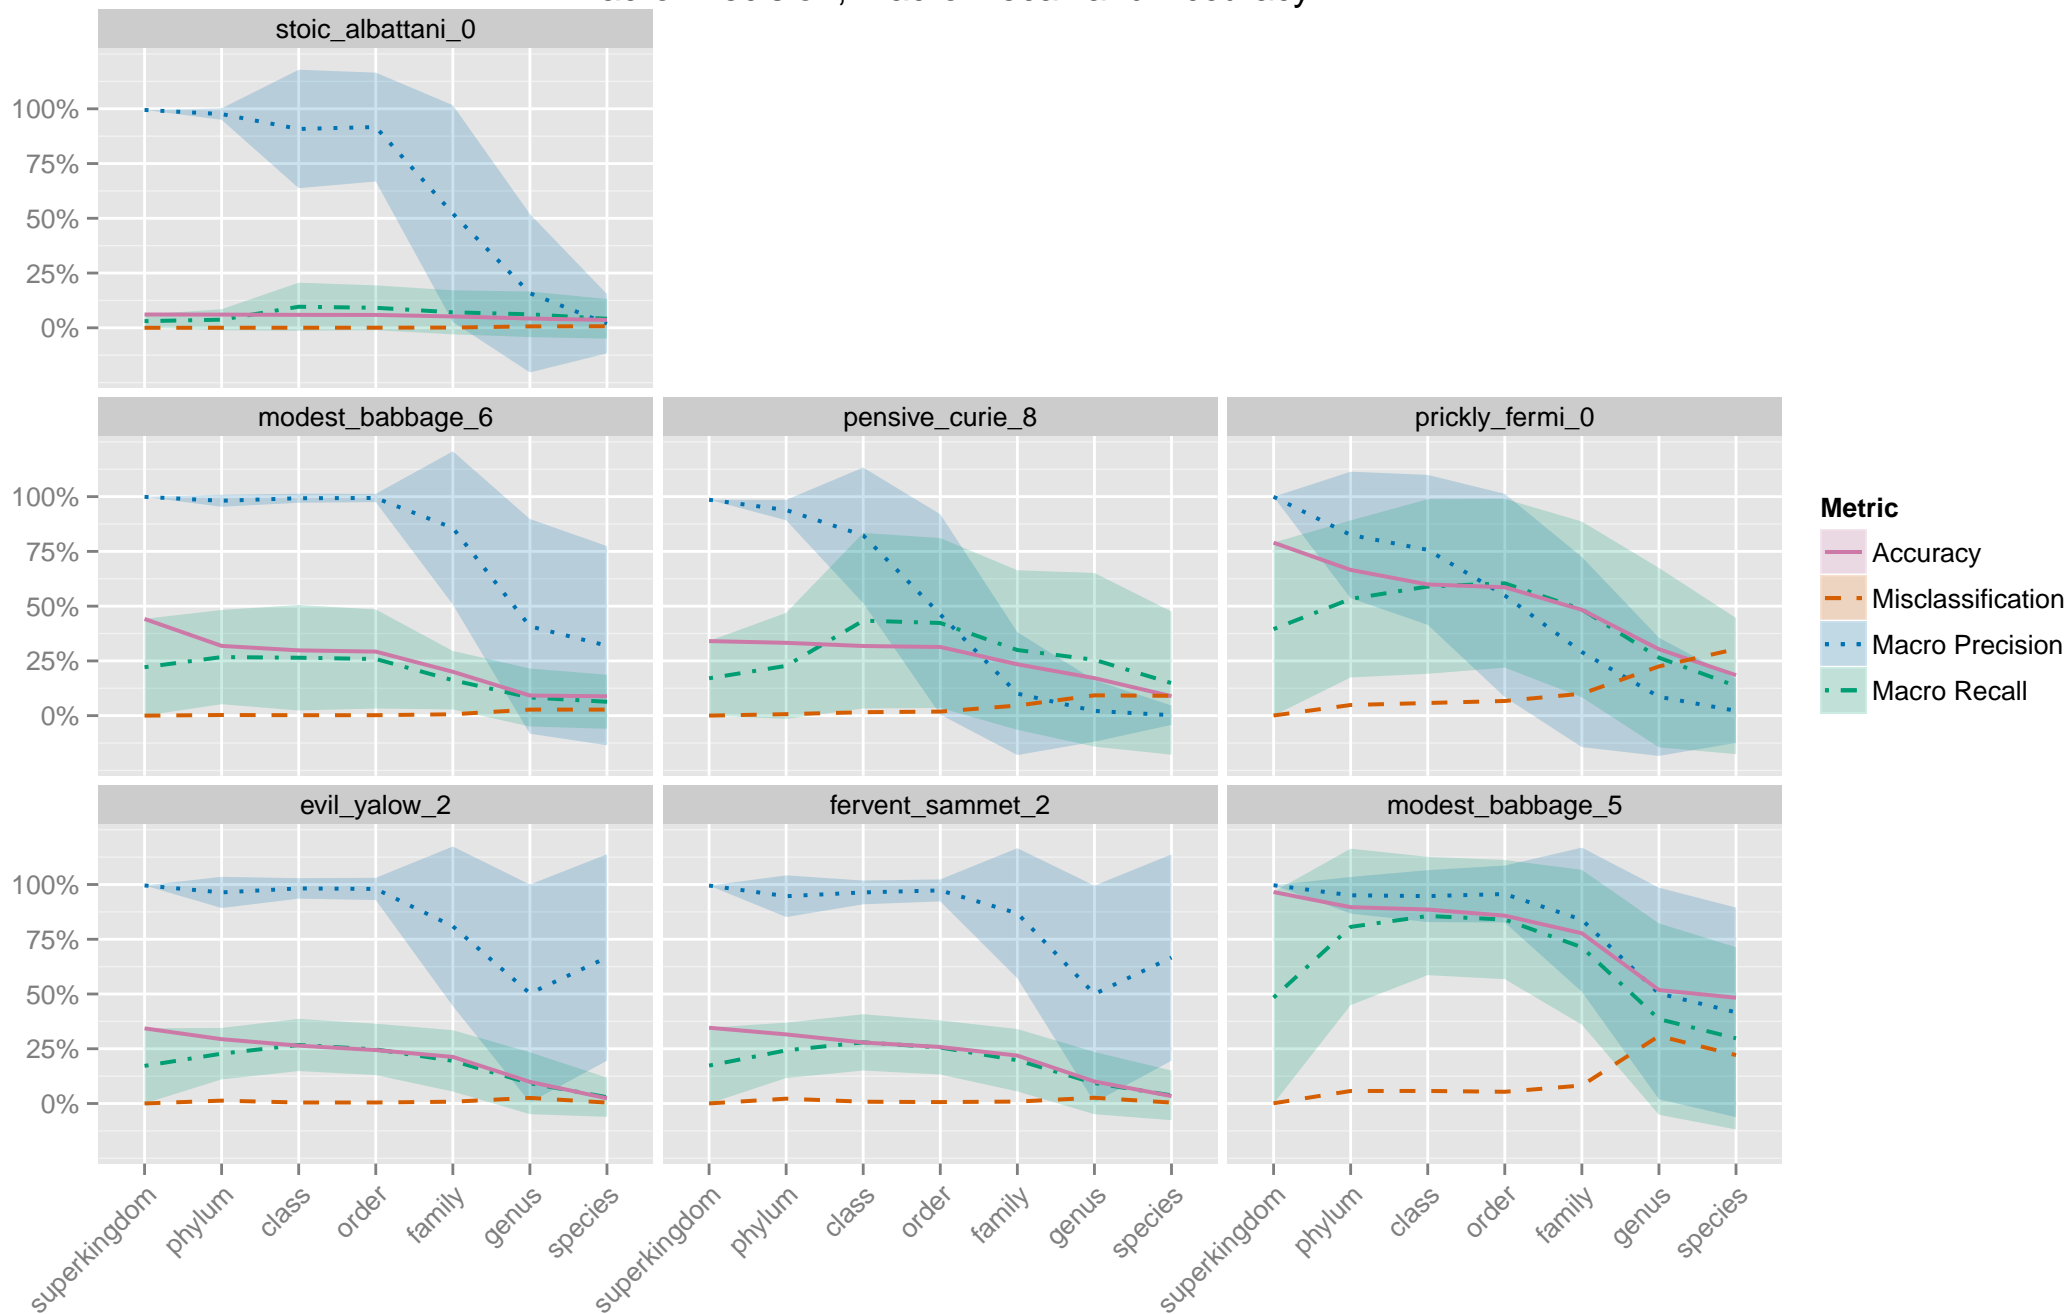 stoic_albattani_0
100%
75%
50%
25%
0%
modest_babbage_6
pensive_curie_8
prickly_fermi_0
100%
75%
50%
25%
0%
Metric
Accuracy
Misclassification
Macro Precision
Macro Recall
evil_yalow_2
fervent_sammet_2
modest_babbage_5
100%
75%
50%
25%
0%
superkingdom
phylum
class
order
family
genus
species
superkingdom
phylum
class
order
family
genus
species
superkingdom
phylum
class
order
family
genus
species